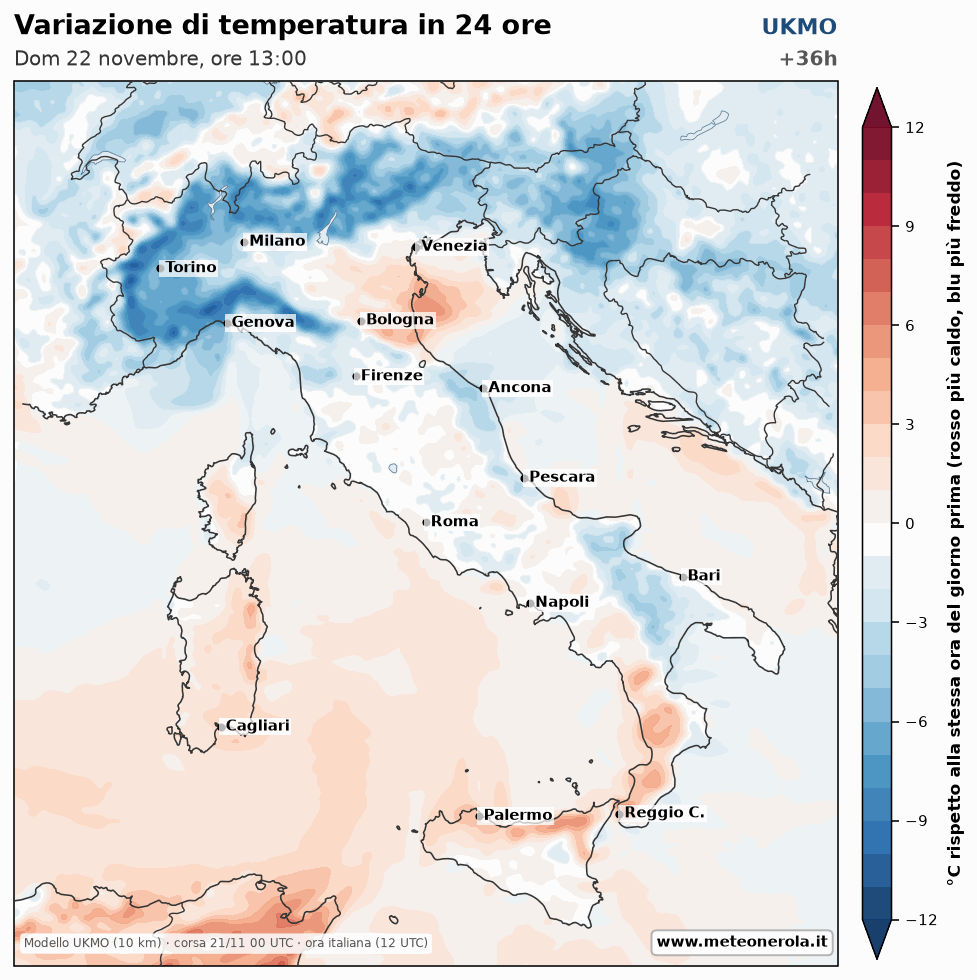 Variazione di temperatura in 24 ore
UKMO
Dom 22 novembre, ore 13:00
+36h
Milano
Venezia
Torino
Genova
Bologna
Firenze
Ancona
Pescara
Roma
Bari
Napoli
Cagliari
Palermo
Reggio C.
12
9
6
3
0
−3
−6
−9
−12
°C rispetto alla stessa ora del giorno prima (rosso più caldo, blu più freddo)
Modello UKMO (10 km) · corsa 21/11 00 UTC · ora italiana (12 UTC)
www.meteonerola.it